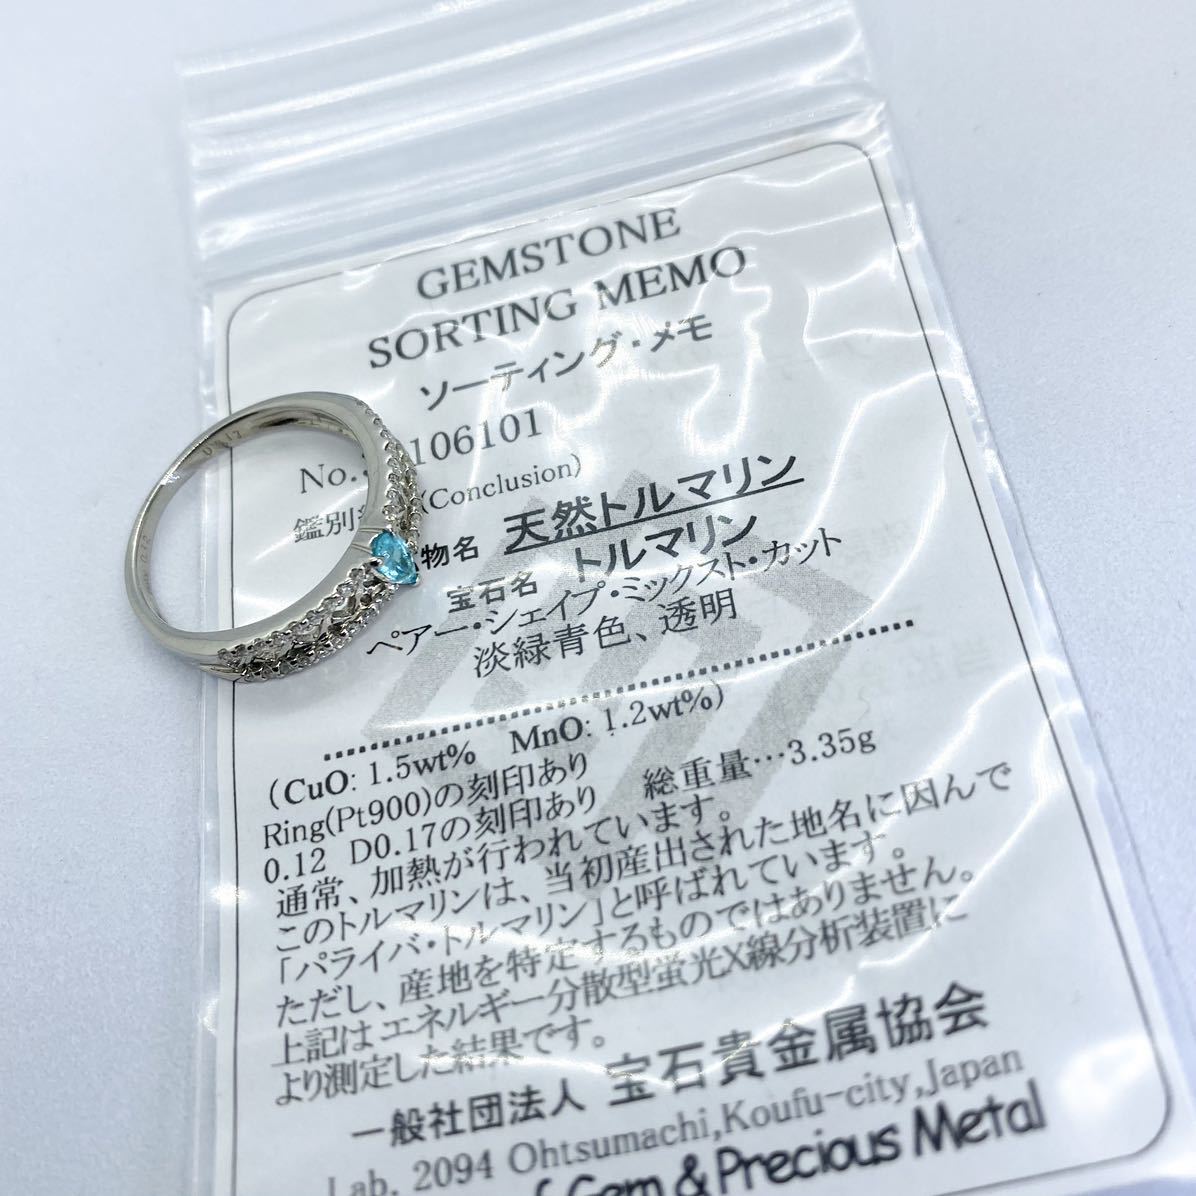 GEMSTONE
SORTING MEMO
ソーティング・メモ
No. 106101
鑑別 (Conclusion)
物名 天然トルマリン
宝石名 トルマリン
ペアー・シェイプ・ミックスト・カット
淡緑青色、透明
(CuO: 1.5wt% MnO: 1.2wt%)
Ring(Pt900)の刻印あり 総重量…3.35g
0.12 D0.17の刻印あり
通常、加熱が行われています。
このトルマリンは、当初産出された地名に因んで
「パライバ・トルマリン」と呼ばれています。
ただし、産地を特定するものではありません。
上記はエネルギー分散型蛍光X線分析装置に
より測定した結果です。
一般社団法人 宝石貴金属協会
Lab. 2094 Ohtsumachi,Koufu-city,Japan
of Gem & Precious Metal